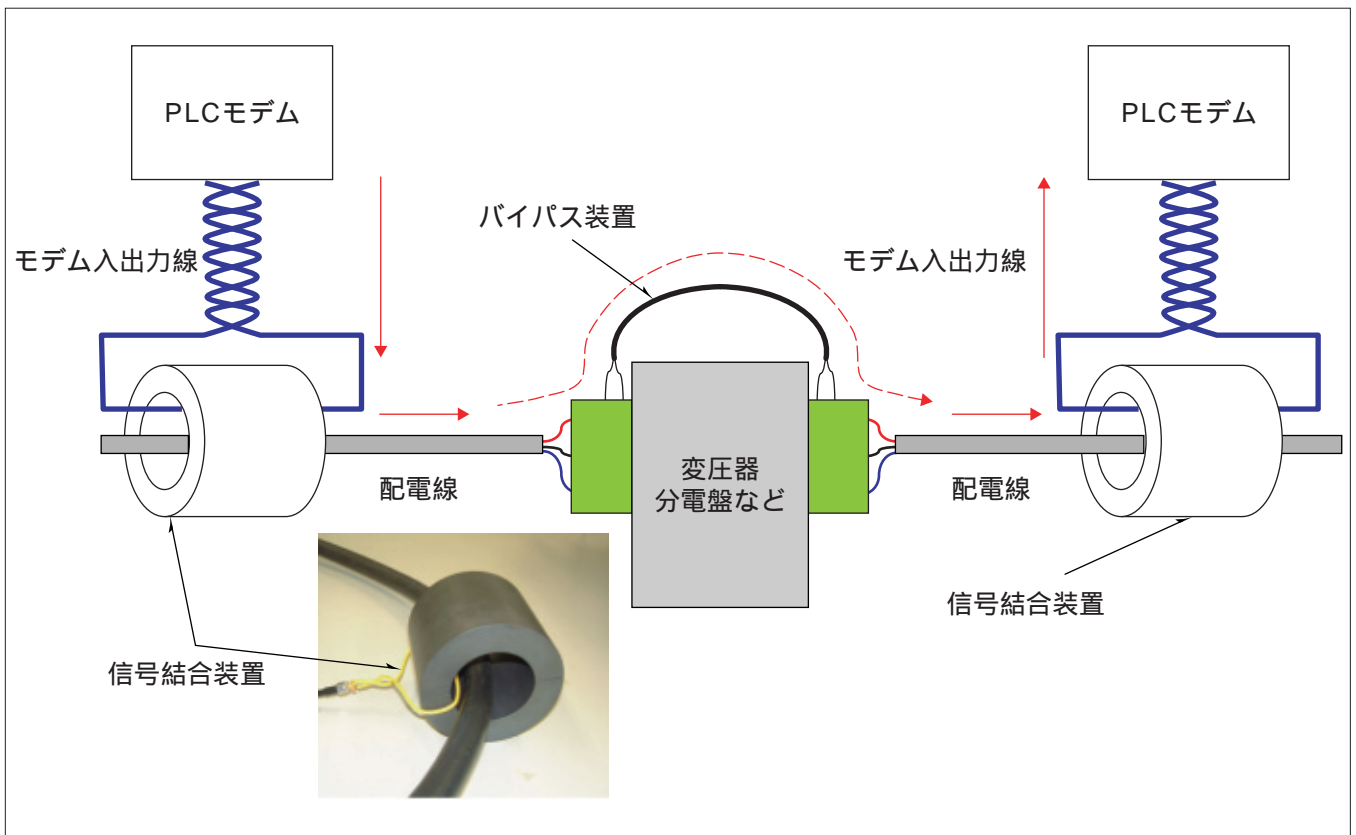 PLCモデム
PLCモデム
バイパス装置
モデム入出力線
モデム入出力線
変圧器
分電盤など
配電線
配電線
信号結合装置
信号結合装置